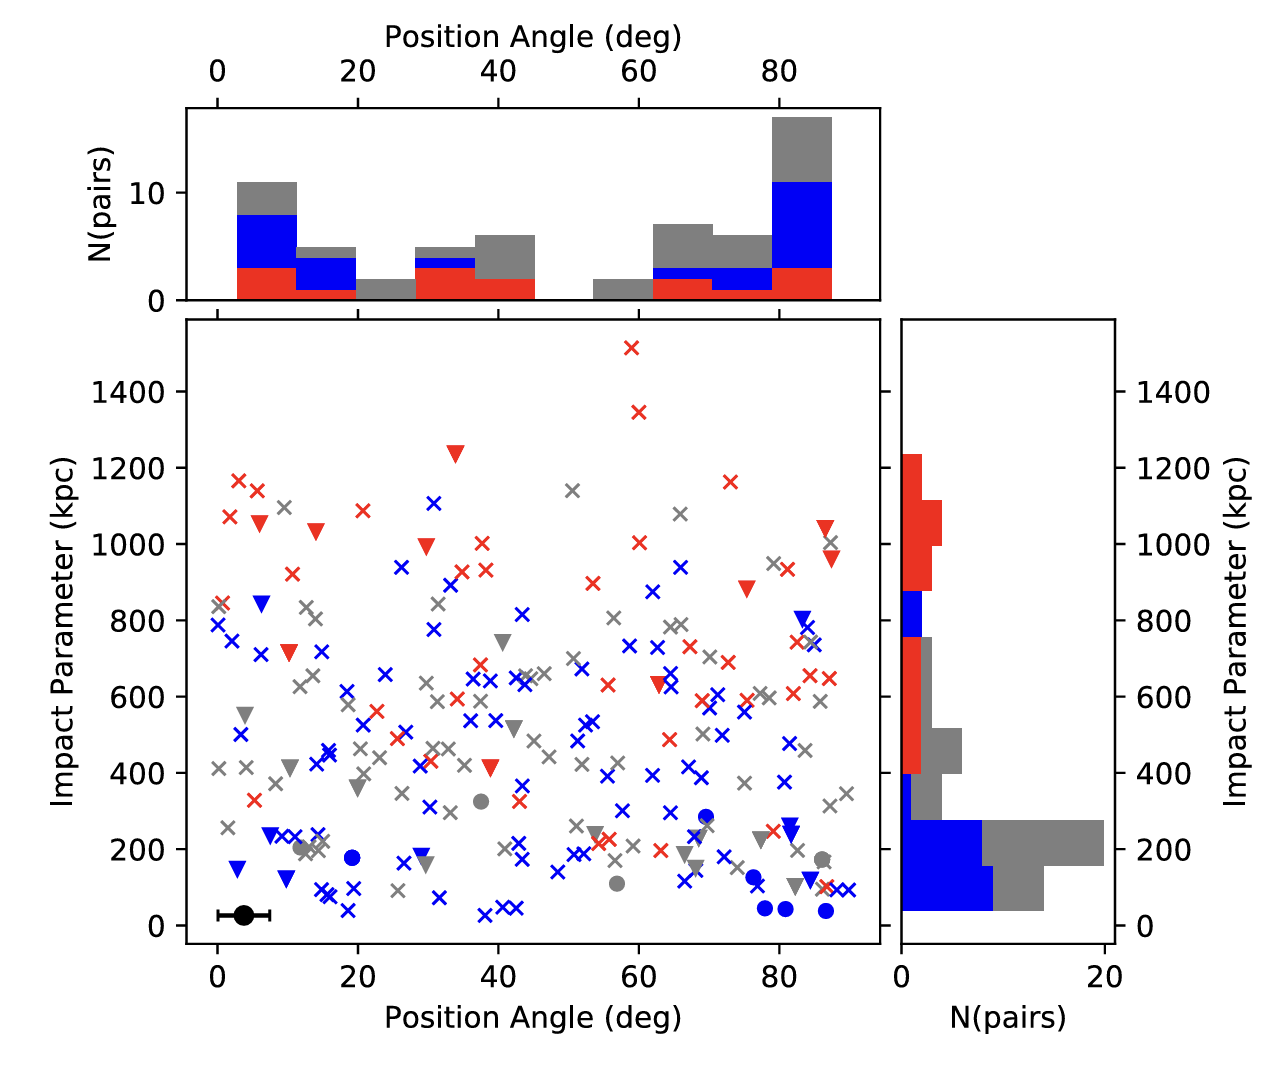 Position Angle (deg)
0 20 40 60 80
N(pairs)
10
0
Impact Parameter (kpc)
1400 1400
1200 1200
1000 1000
800 800
600 600
400 400
200 200
0 0
Impact Parameter (kpc)
0 20 40 60 80 0 20
Position Angle (deg) N(pairs)